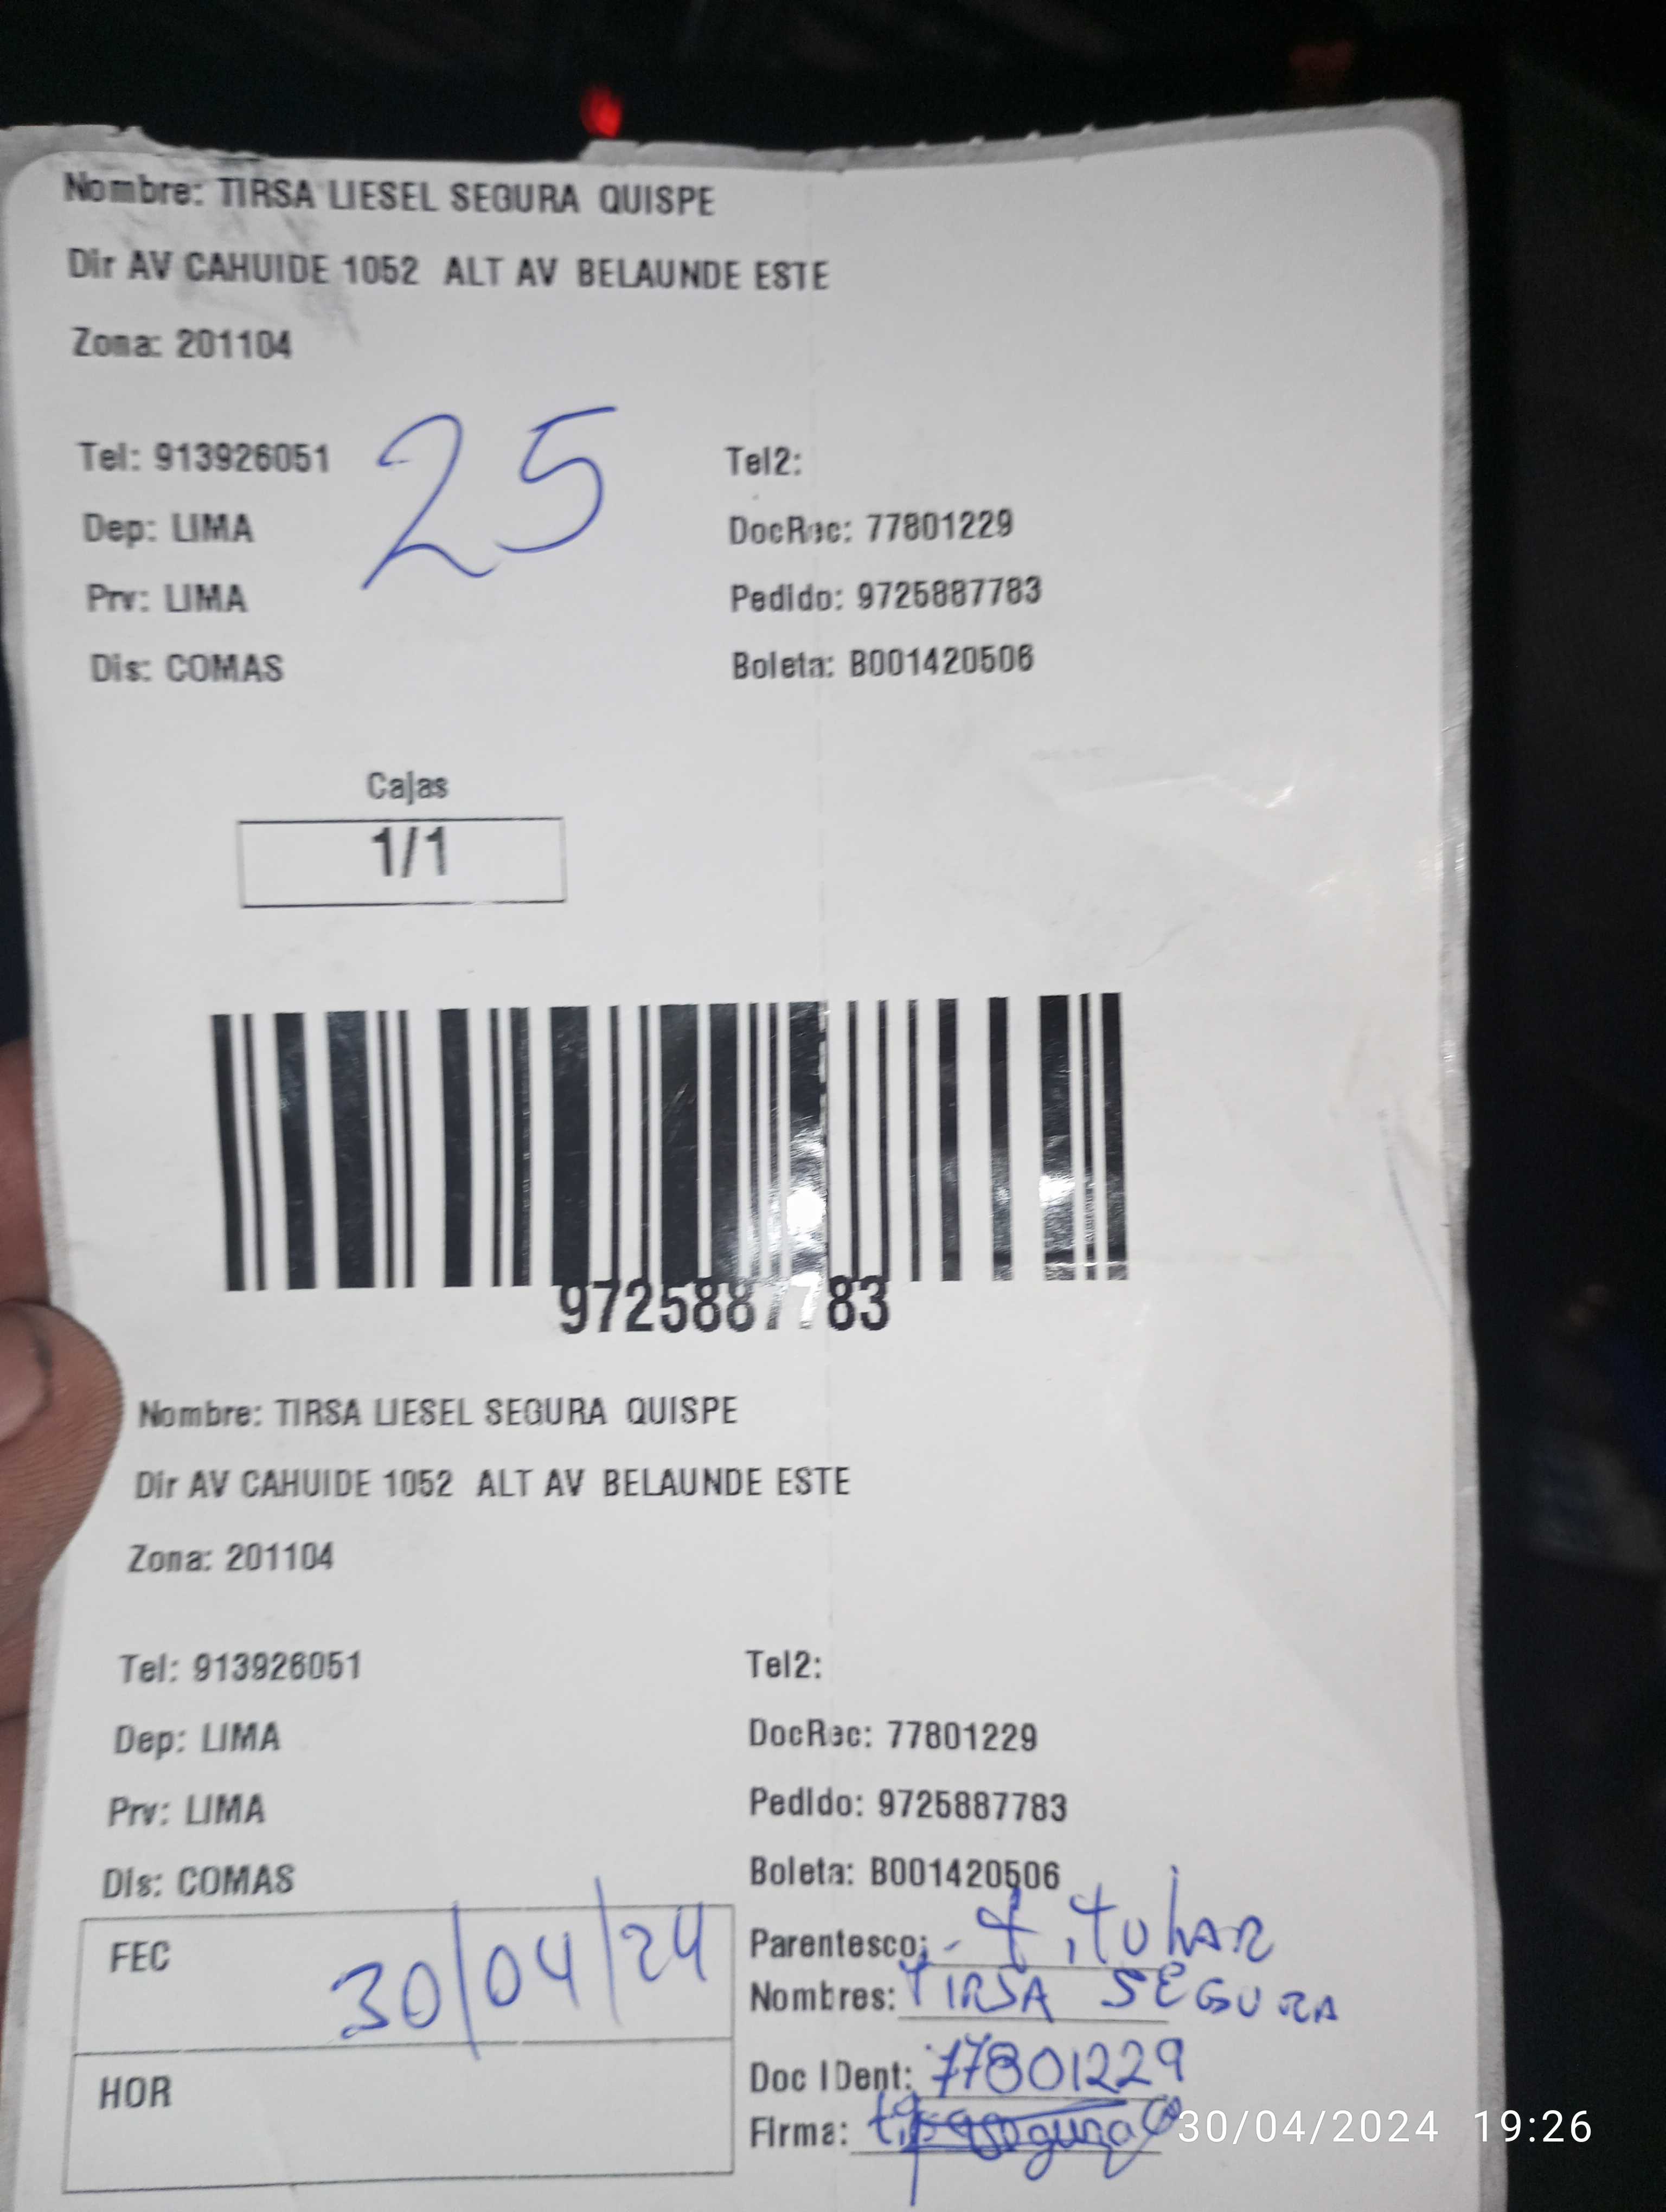 Nombre: TIRSA LIESEL SEGURA QUISPE
Dir AV CAHUIDE 1052 ALT AV BELAUNDE ESTE
Zona: 201104
25
Tel: 913926051 Tel2:
Dep: LIMA DocRec: 77801229
Prv: LIMA Pedido: 9725887783
Dis: COMAS Boleta: B001420506
Cajas
1/1
9725887783
Nombre: TIRSA LIESEL SEGURA QUISPE
Dir AV CAHUIDE 1052 ALT AV BELAUNDE ESTE
Zona: 201104
Tel: 913926051 Tel2:
Dep: LIMA DocRec: 77801229
Prv: LIMA Pedido: 9725887783
Dis: COMAS Boleta: B001420506
FEC 30/04/24 Parentesco: titular
Nombres: TIRSA SEGURA
HOR Doc IDent: 77801229
Firma:
30/04/2024 19:26